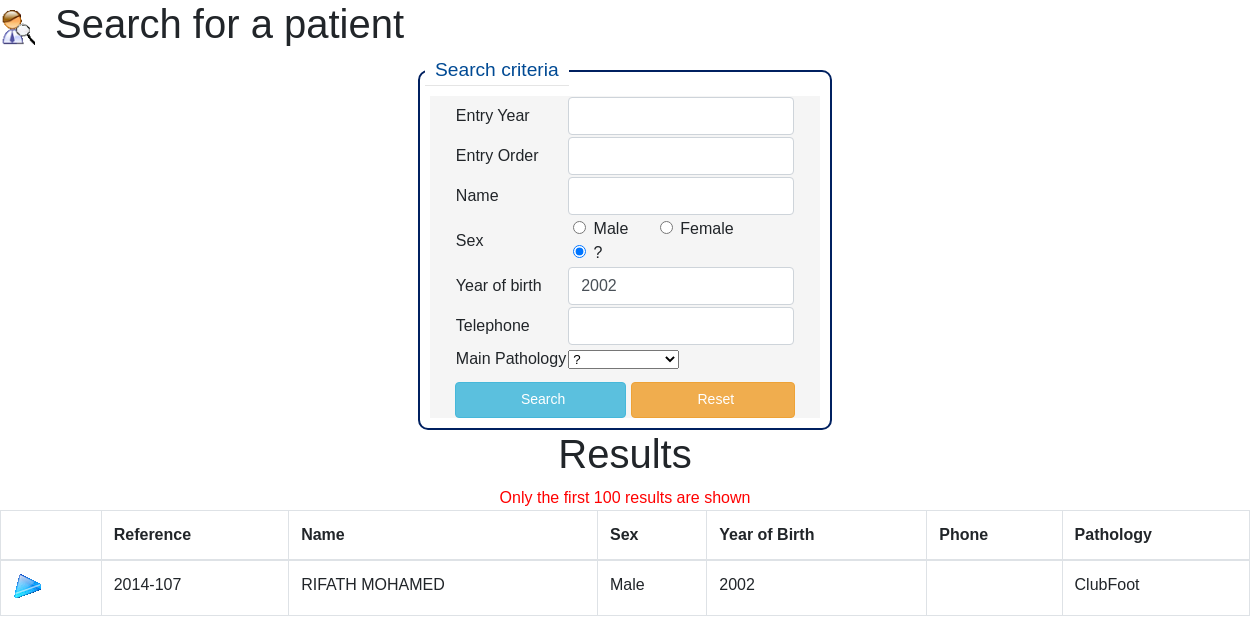 Search for a patient
Search criteria
Entry Year
Entry Order
Name
Sex
Male Female
?
Year of birth 2002
Telephone
Main Pathology ?
Search Reset
Results
Only the first 100 results are shown
Reference Name Sex Year of Birth Phone Pathology
2014-107 RIFATH MOHAMED Male 2002 ClubFoot